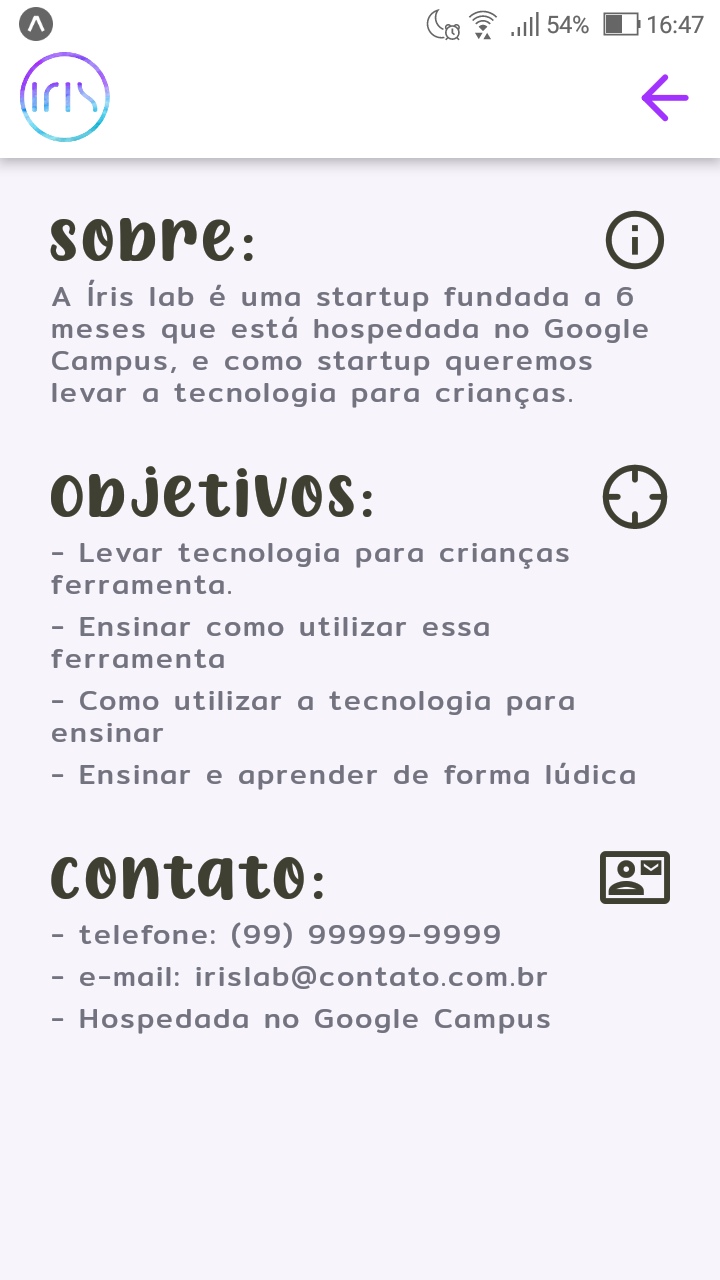 54% 16:47
IrIs
sobre:
A Íris lab é uma startup fundada a 6
meses que está hospedada no Google
Campus, e como startup queremos
levar a tecnologia para crianças.
objetivos:
- Levar tecnologia para crianças
ferramenta.
- Ensinar como utilizar essa
ferramenta
- Como utilizar a tecnologia para
ensinar
- Ensinar e aprender de forma lúdica
contato:
- telefone: (99) 99999-9999
- e-mail: irislab@contato.com.br
- Hospedada no Google Campus